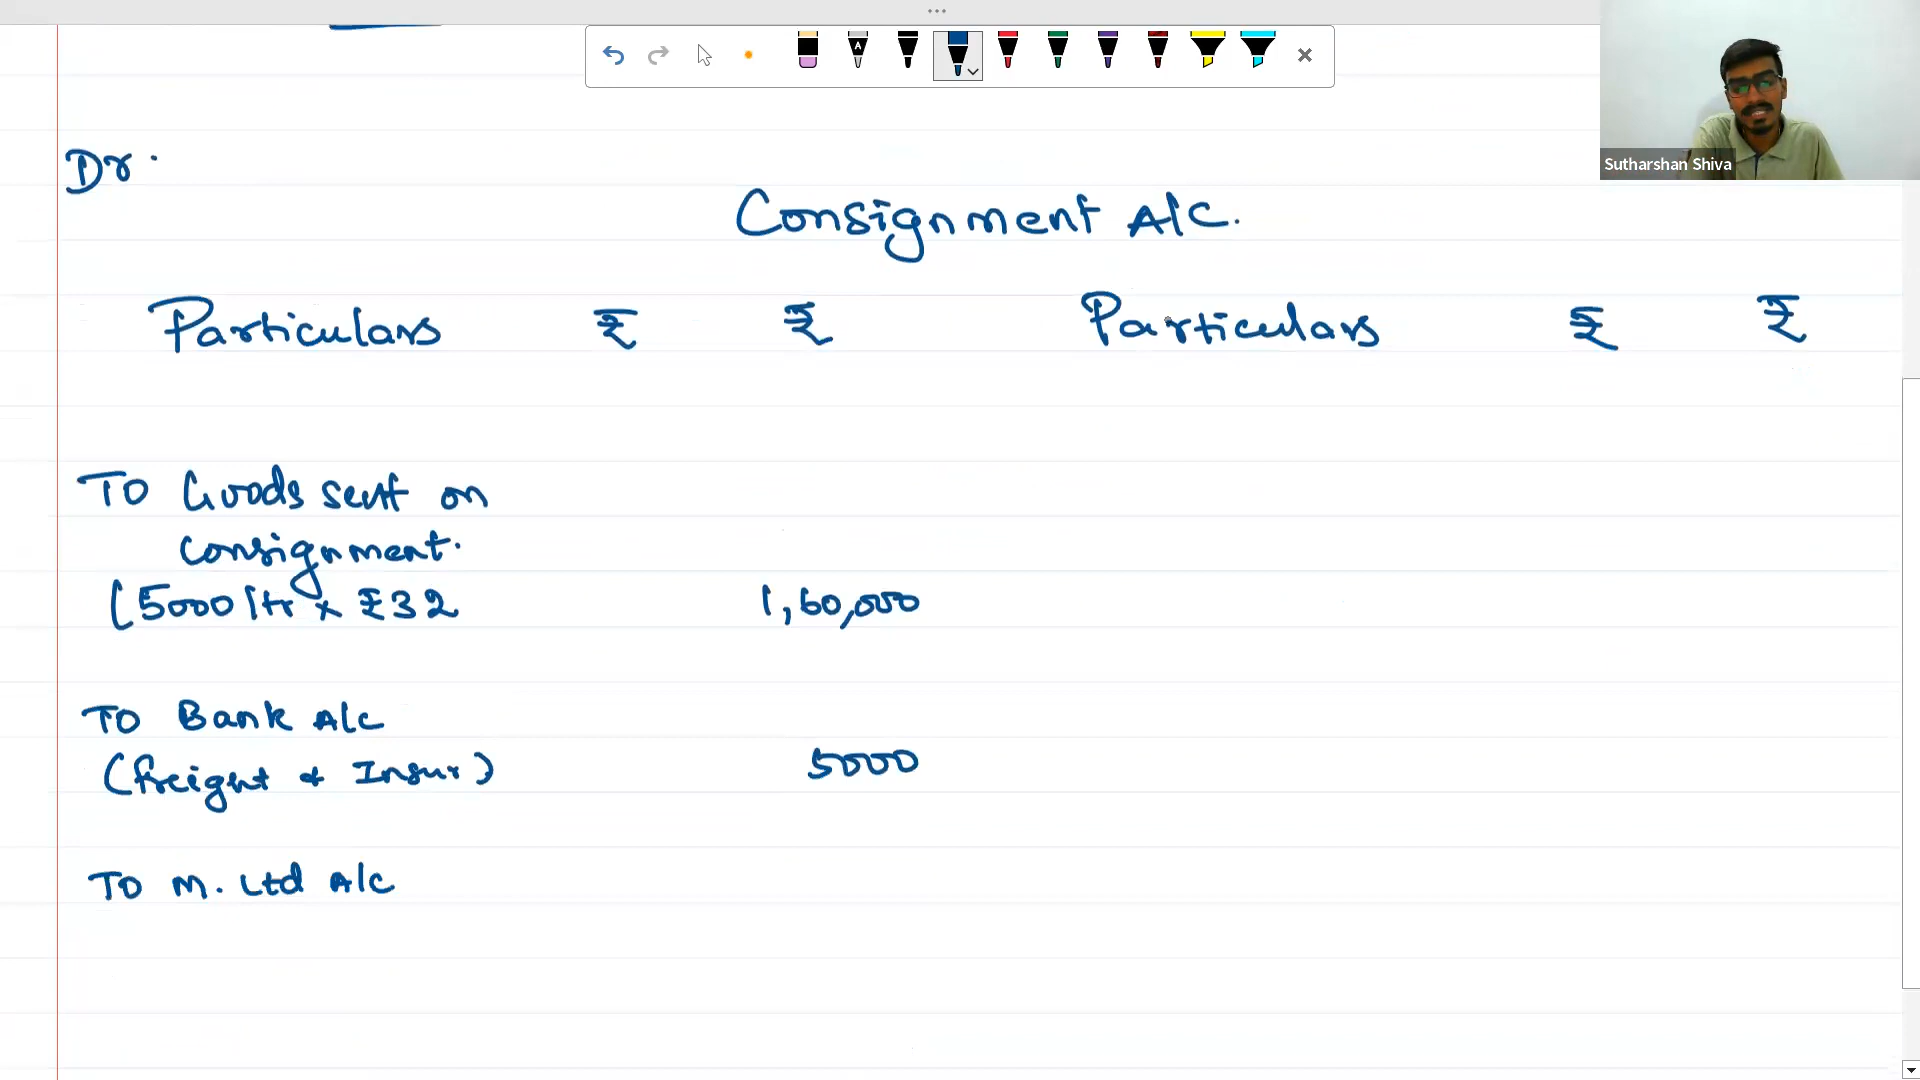 Sutharshan Shiva
Dr.
Consignment A/C.
Particulars ₹ ₹ Particulars ₹ ₹
To Goods sent on
consignment.
(5000 ltr x ₹32 1,60,000
To Bank A/C
(freight & Insur) 5000
To M. Ltd A/C